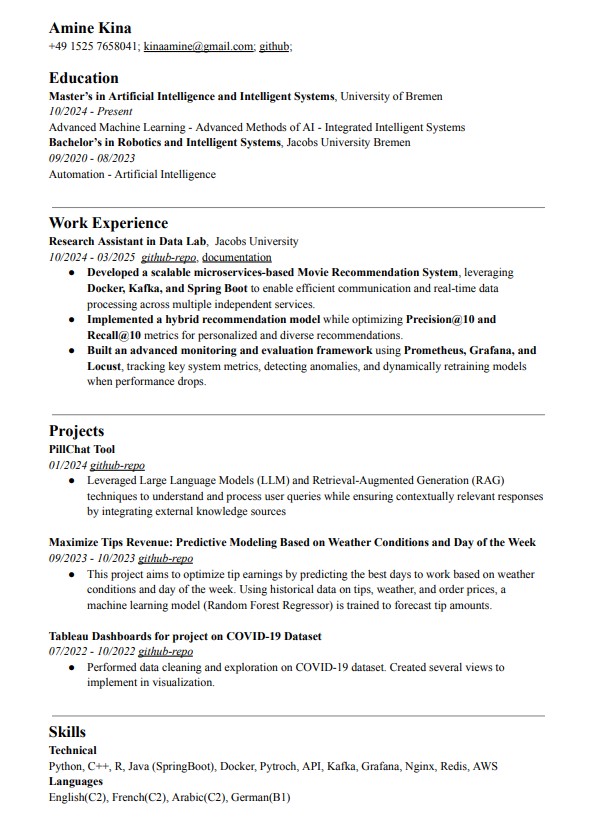 Amine Kina
+49 1525 7658041; kinaamine@gmail.com; github;
Education
Master's in Artificial Intelligence and Intelligent Systems, University of Bremen
10/2024 - Present
Advanced Machine Learning - Advanced Methods of AI - Integrated Intelligent Systems
Bachelor's in Robotics and Intelligent Systems, Jacobs University Bremen
09/2020 - 08/2023
Automation - Artificial Intelligence
Work Experience
Research Assistant in Data Lab, Jacobs University
10/2024 - 03/2025 github-repo, documentation
● Developed a scalable microservices-based Movie Recommendation System, leveraging
Docker, Kafka, and Spring Boot to enable efficient communication and real-time data
processing across multiple independent services.
● Implemented a hybrid recommendation model while optimizing Precision@10 and
Recall@10 metrics for personalized and diverse recommendations.
● Built an advanced monitoring and evaluation framework using Prometheus, Grafana, and
Locust, tracking key system metrics, detecting anomalies, and dynamically retraining models
when performance drops.
Projects
PillChat Tool
01/2024 github-repo
● Leveraged Large Language Models (LLM) and Retrieval-Augmented Generation (RAG)
techniques to understand and process user queries while ensuring contextually relevant responses
by integrating external knowledge sources
Maximize Tips Revenue: Predictive Modeling Based on Weather Conditions and Day of the Week
09/2023 - 10/2023 github-repo
● This project aims to optimize tip earnings by predicting the best days to work based on weather
conditions and day of the week. Using historical data on tips, weather, and order prices, a
machine learning model (Random Forest Regressor) is trained to forecast tip amounts.
Tableau Dashboards for project on COVID-19 Dataset
07/2022 - 10/2022 github-repo
● Performed data cleaning and exploration on COVID-19 dataset. Created several views to
implement in visualization.
Skills
Technical
Python, C++, R, Java (SpringBoot), Docker, Pytroch, API, Kafka, Grafana, Nginx, Redis, AWS
Languages
English(C2), French(C2), Arabic(C2), German(B1)